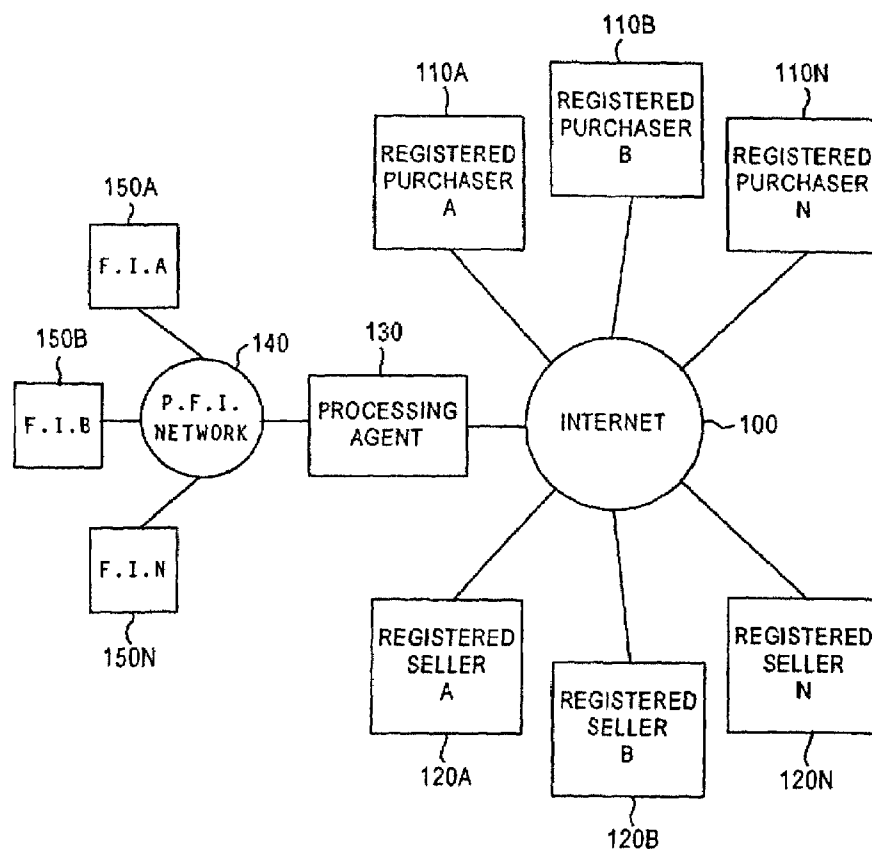 110B
110A
110N
REGISTERED
PURCHASER
B
REGISTERED
PURCHASER
A
REGISTERED
PURCHASER
N
150A
F.I.A
150B
F.I.B
140
P.F.I.
NETWORK
130
PROCESSING
AGENT
INTERNET
100
F.I.N
150N
REGISTERED
SELLER
A
120A
REGISTERED
SELLER
B
120B
REGISTERED
SELLER
N
120N